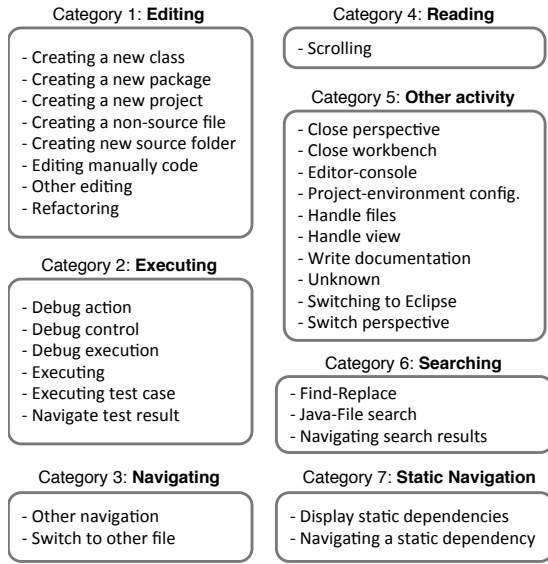 Category 1: Editing
- Creating a new class
- Creating a new package
- Creating a new project
- Creating a non-source file
- Creating new source folder
- Editing manually code
- Other editing
- Refactoring
Category 2: Executing
- Debug action
- Debug control
- Debug execution
- Executing
- Executing test case
- Navigate test result
Category 3: Navigating
- Other navigation
- Switch to other file
Category 4: Reading
- Scrolling
Category 5: Other activity
- Close perspective
- Close workbench
- Editor-console
- Project-environment config.
- Handle files
- Handle view
- Write documentation
- Unknown
- Switching to Eclipse
- Switch perspective
Category 6: Searching
- Find-Replace
- Java-File search
- Navigating search results
Category 7: Static Navigation
- Display static dependencies
- Navigating a static dependency